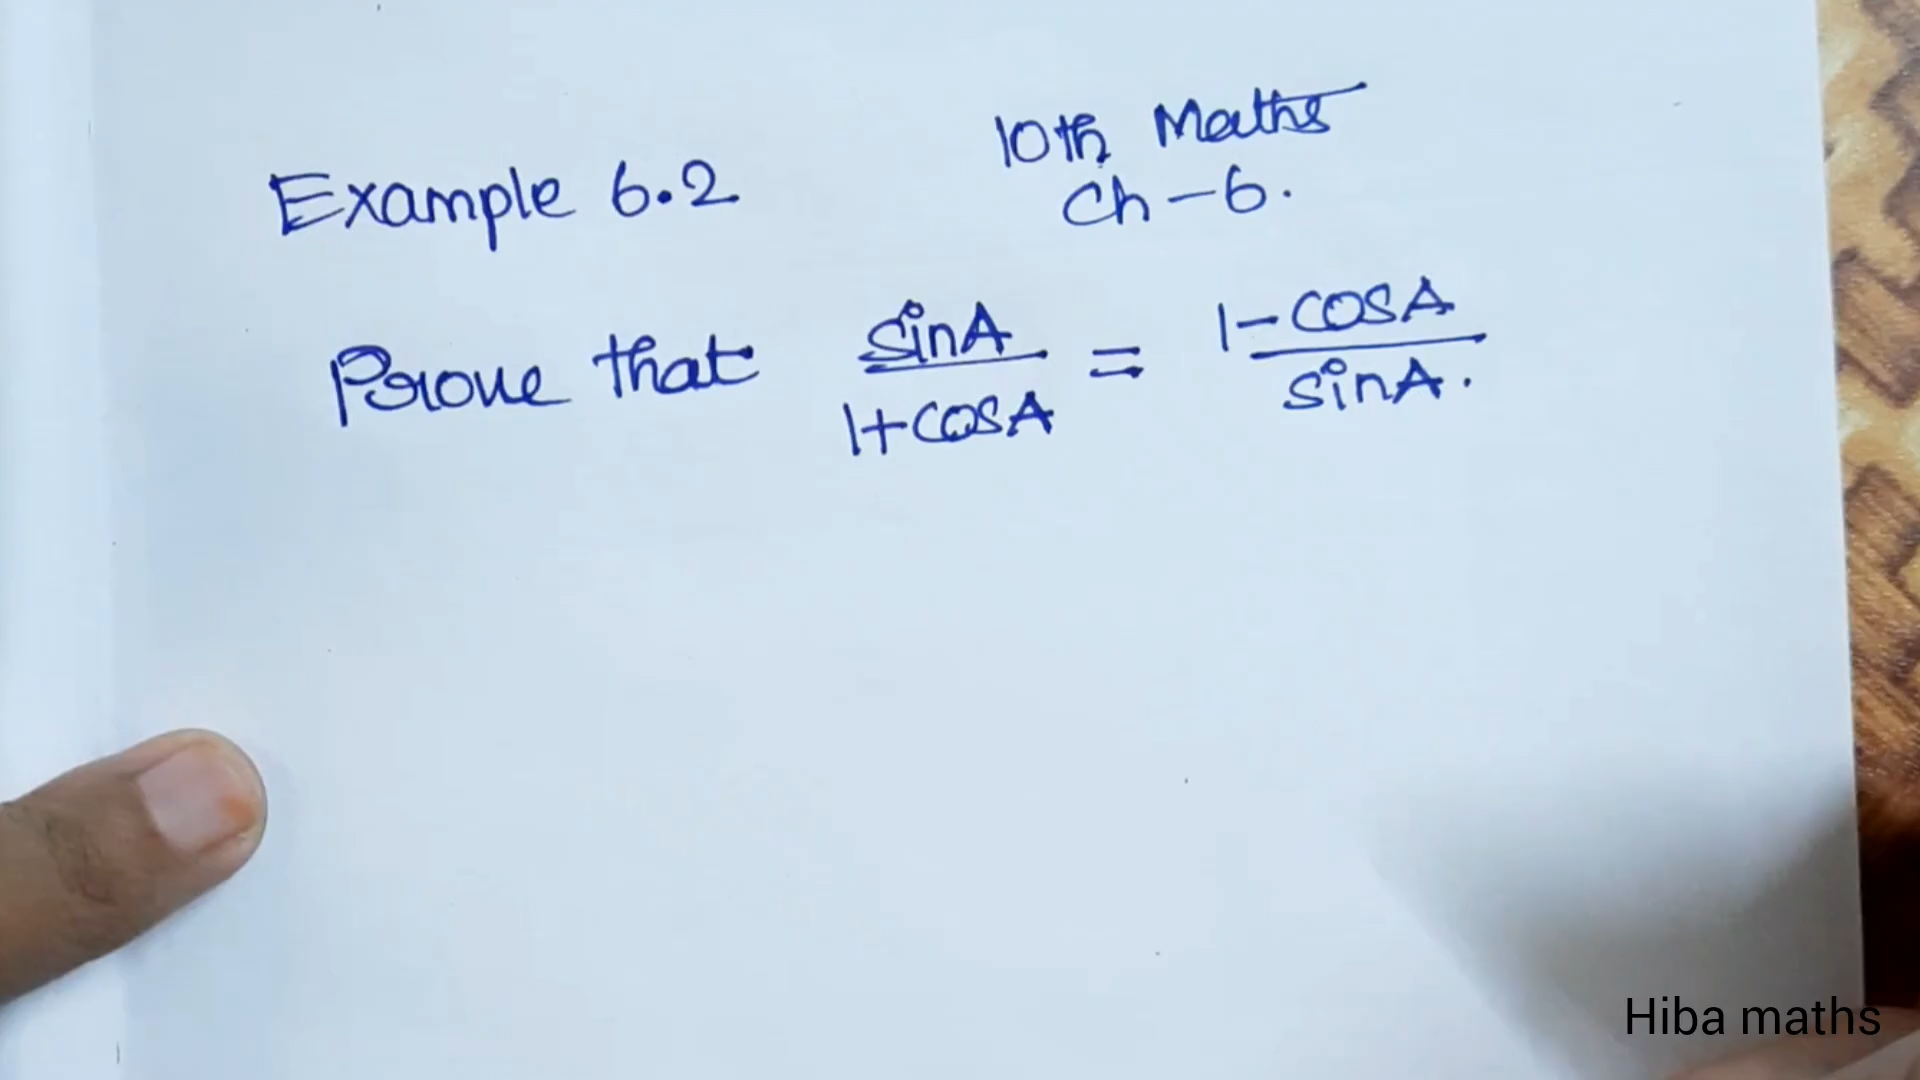 Example 6.2
10th Maths
Ch - 6.
Prove that sinA / 1+cosA = 1-cosA / sinA.
Hiba maths